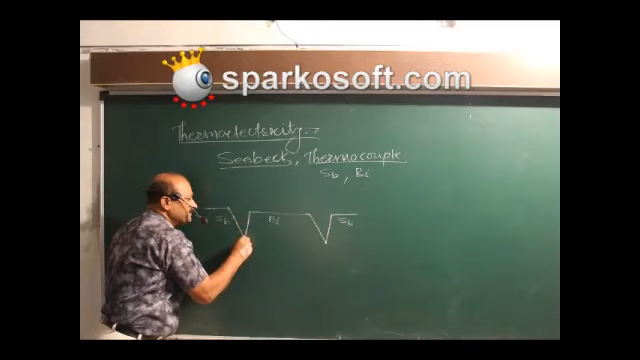 sparkosoft.com
Thermoelectricity :-
Seebeck, Thermocouple
Sb, Bi
Sb Bi Sb